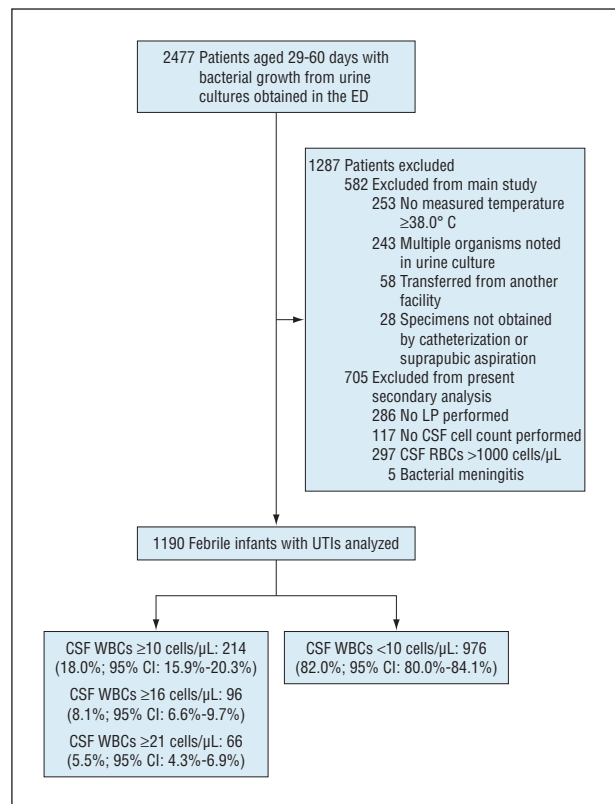 2477 Patients aged 29-60 days with
bacterial growth from urine
cultures obtained in the ED
1287 Patients excluded
582 Excluded from main study
253 No measured temperature
≥38.0° C
243 Multiple organisms noted
in urine culture
58 Transferred from another
facility
28 Specimens not obtained
by catheterization or
suprapubic aspiration
705 Excluded from present
secondary analysis
286 No LP performed
117 No CSF cell count performed
297 CSF RBCs >1000 cells/μL
5 Bacterial meningitis
1190 Febrile infants with UTIs analyzed
CSF WBCs ≥10 cells/μL: 214
(18.0%; 95% CI: 15.9%-20.3%)
CSF WBCs ≥16 cells/μL: 96
(8.1%; 95% CI: 6.6%-9.7%)
CSF WBCs ≥21 cells/μL: 66
(5.5%; 95% CI: 4.3%-6.9%)
CSF WBCs <10 cells/μL: 976
(82.0%; 95% CI: 80.0%-84.1%)